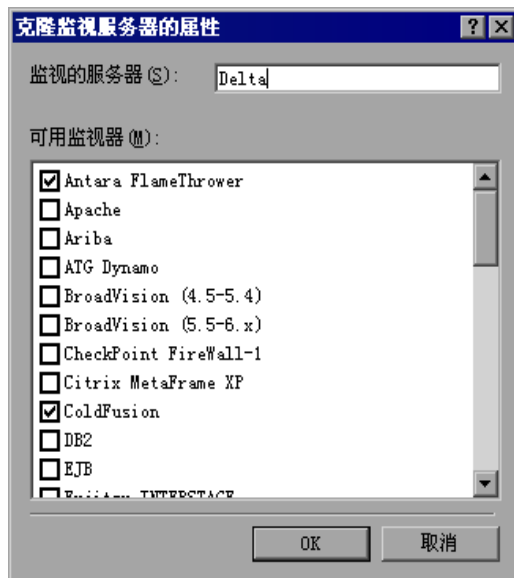 克隆监视服务器的属性
监视的服务器(S): Delta
可用监视器(M):
Antara FlameThrower
Apache
Ariba
ATG Dynamo
BroadVision (4.5-5.4)
BroadVision (5.5-6.x)
CheckPoint FireWall-1
Citrix MetaFrame XP
ColdFusion
DB2
EJB
Fujitsu INTERSTAGE
OK 取消